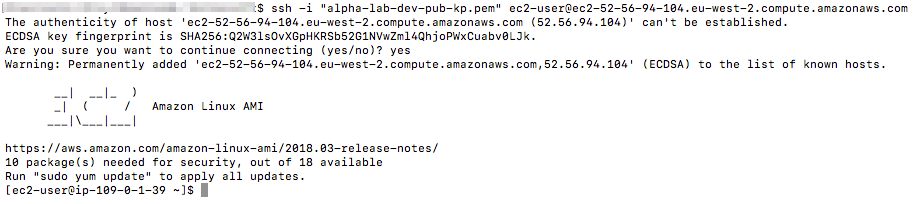 $ ssh -i "alpha-lab-dev-pub-kp.pem" ec2-user@ec2-52-56-94-104.eu-west-2.compute.amazonaws.com
The authenticity of host 'ec2-52-56-94-104.eu-west-2.compute.amazonaws.com (52.56.94.104)' can't be established.
ECDSA key fingerprint is SHA256:Q2W3lsOvXGpHKRSb52G1NVwZml4QhjoPWxCuabv0LJk.
Are you sure you want to continue connecting (yes/no)? yes
Warning: Permanently added 'ec2-52-56-94-104.eu-west-2.compute.amazonaws.com,52.56.94.104' (ECDSA) to the list of known hosts.
       __|  __|_  )
       _|  (     /   Amazon Linux AMI
      ___|\___|___|
https://aws.amazon.com/amazon-linux-ami/2018.03-release-notes/
10 package(s) needed for security, out of 18 available
Run "sudo yum update" to apply all updates.
[ec2-user@ip-109-0-1-39 ~]$